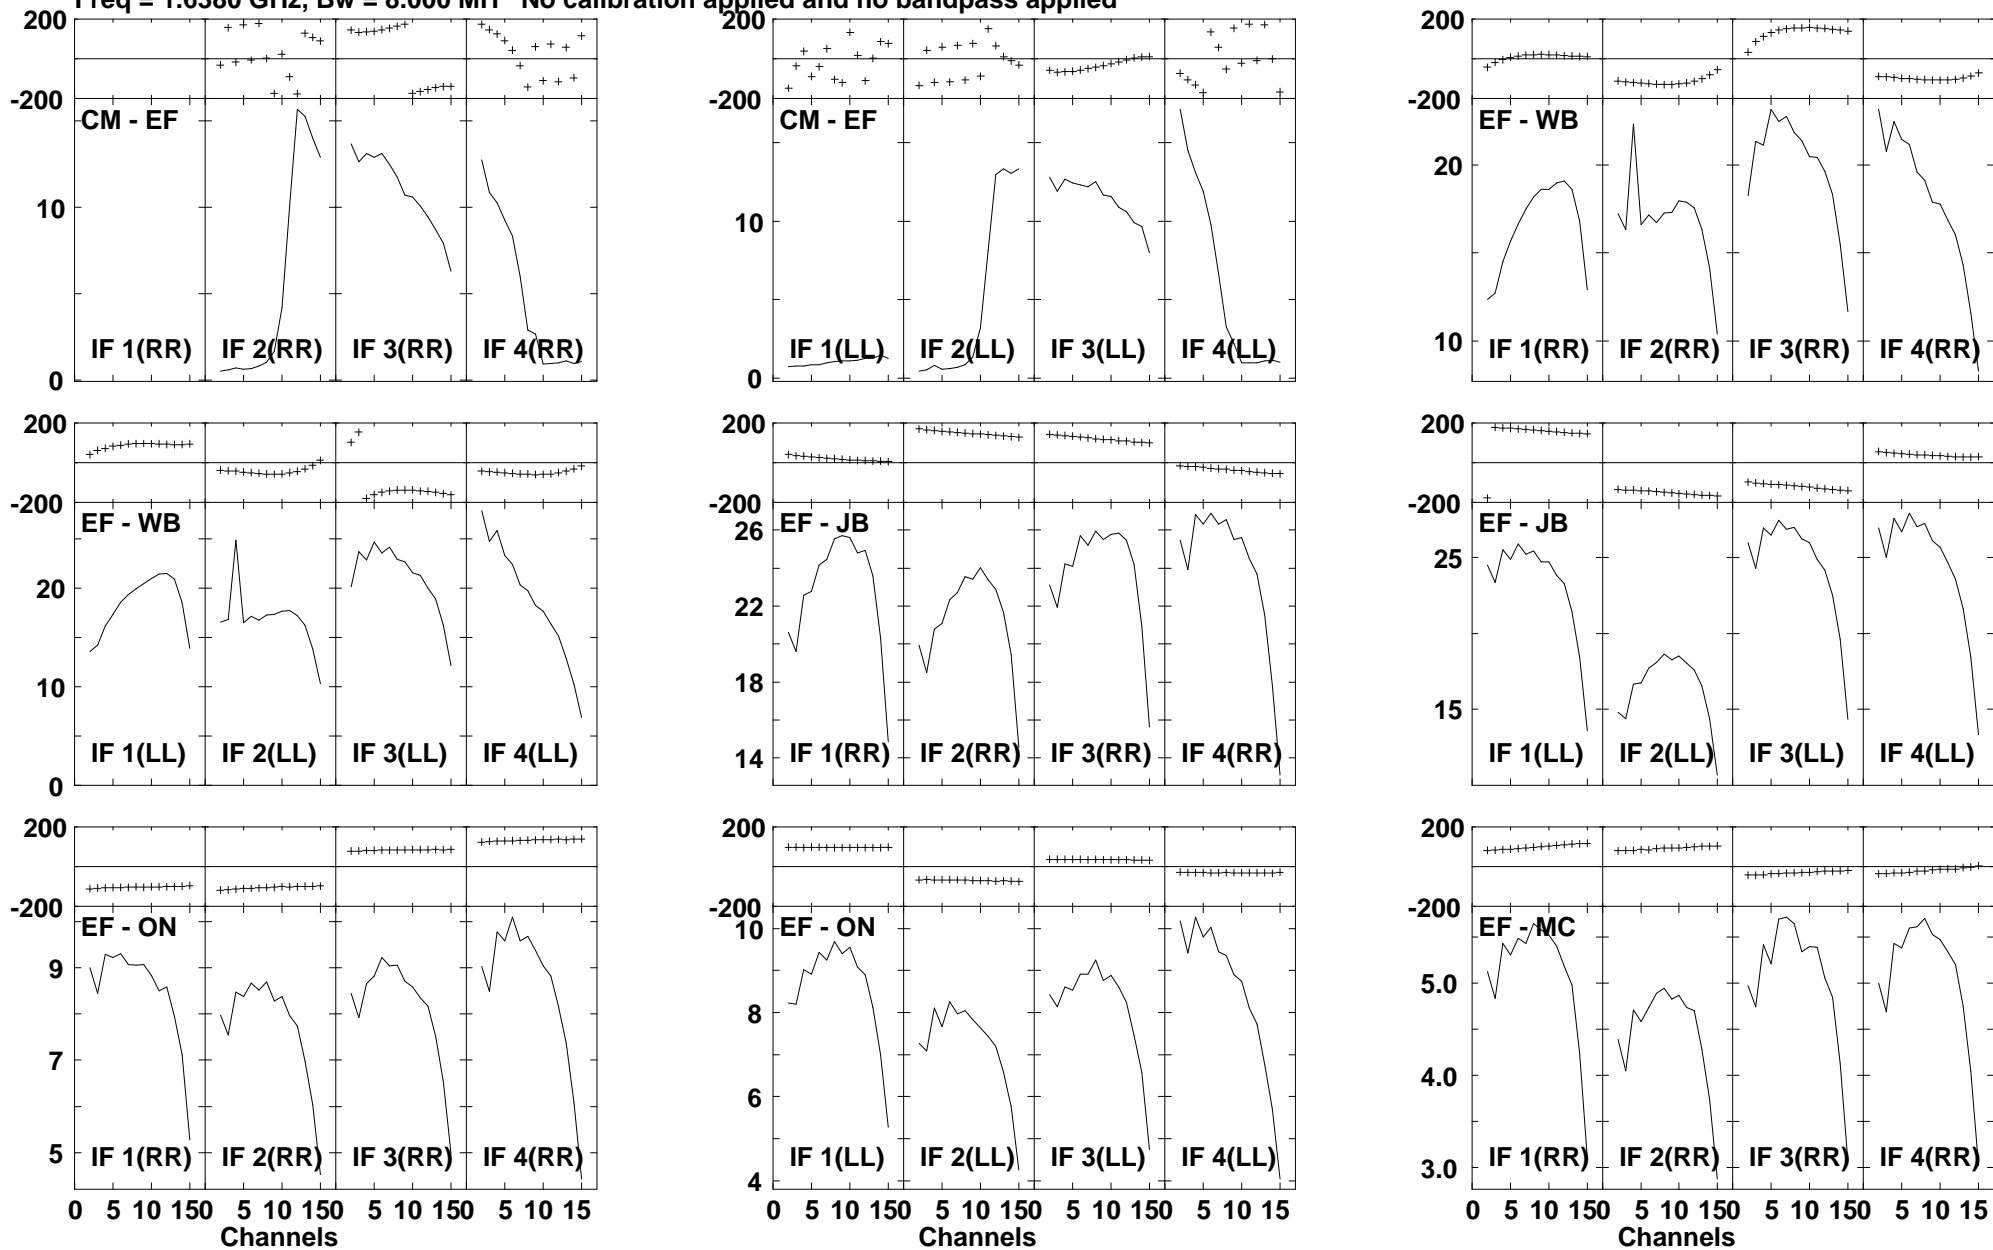 Freq = 1.6380 GHz, Bw = 8.000 MH No calibration applied and no bandpass applied
200
-200
CM - EF
10
0
IF 1(RR) IF 2(RR) IF 3(RR) IF 4(RR)
200
-200
CM - EF
10
0
IF 1(LL) IF 2(LL) IF 3(LL) IF 4(LL)
200
-200
EF - WB
20
10
IF 1(RR) IF 2(RR) IF 3(RR) IF 4(RR)
200
-200
EF - WB
20
10
0
IF 1(LL) IF 2(LL) IF 3(LL) IF 4(LL)
200
-200
EF - JB
26
22
18
14
IF 1(RR) IF 2(RR) IF 3(RR) IF 4(RR)
200
-200
EF - JB
25
15
IF 1(LL) IF 2(LL) IF 3(LL) IF 4(LL)
200
-200
EF - ON
9
7
5
IF 1(RR) IF 2(RR) IF 3(RR) IF 4(RR)
0 5 10 150 5 10 150 5 10 150 5 10 15
Channels
200
-200
EF - ON
10
8
6
4
IF 1(LL) IF 2(LL) IF 3(LL) IF 4(LL)
0 5 10 150 5 10 150 5 10 150 5 10 15
Channels
200
-200
EF - MC
5.0
4.0
3.0
IF 1(RR) IF 2(RR) IF 3(RR) IF 4(RR)
0 5 10 150 5 10 150 5 10 150 5 10 15
Channels